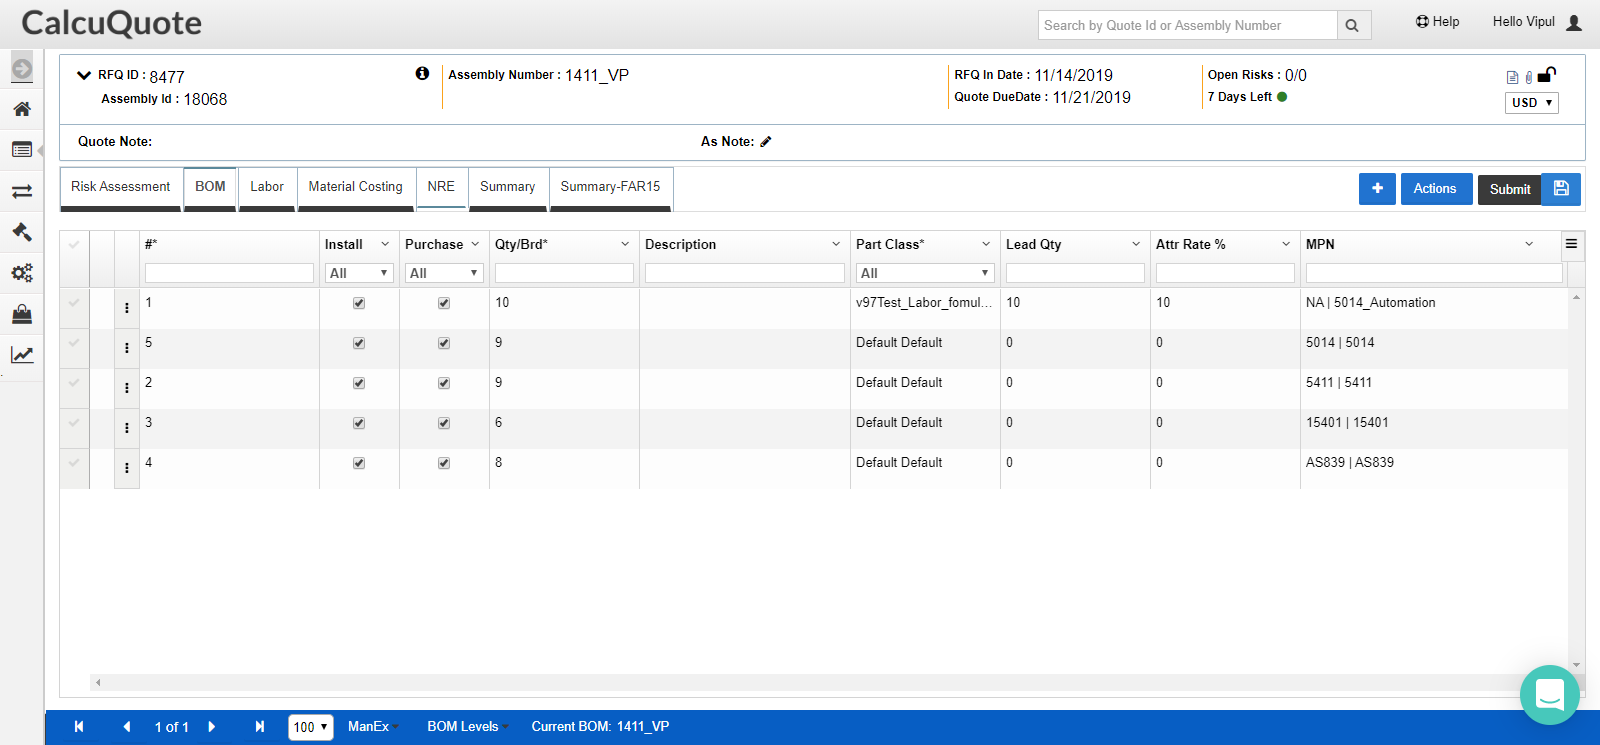 CalcuQuote
Search by Quote Id or Assembly Number
Help
Hello Vipul
RFQ ID : 8477
Assembly Number : 1411_VP
RFQ In Date : 11/14/2019
Open Risks : 0/0
Assembly Id : 18068
Quote DueDate : 11/21/2019
7 Days Left
USD
Quote Note:
As Note:
Risk Assessment
BOM
Labor
Material Costing
NRE
Summary
Summary-FAR15
+
Actions
Submit
#* Install Purchase Qty/Brd* Description Part Class* Lead Qty Attr Rate % MPN
All All All
1 10 v97Test_Labor_fomul... 10 10 NA | 5014_Automation
5 9 Default Default 0 0 5014 | 5014
2 9 Default Default 0 0 5411 | 5411
3 6 Default Default 0 0 15401 | 15401
4 8 Default Default 0 0 AS839 | AS839
1 of 1
100
ManEx
BOM Levels
Current BOM: 1411_VP